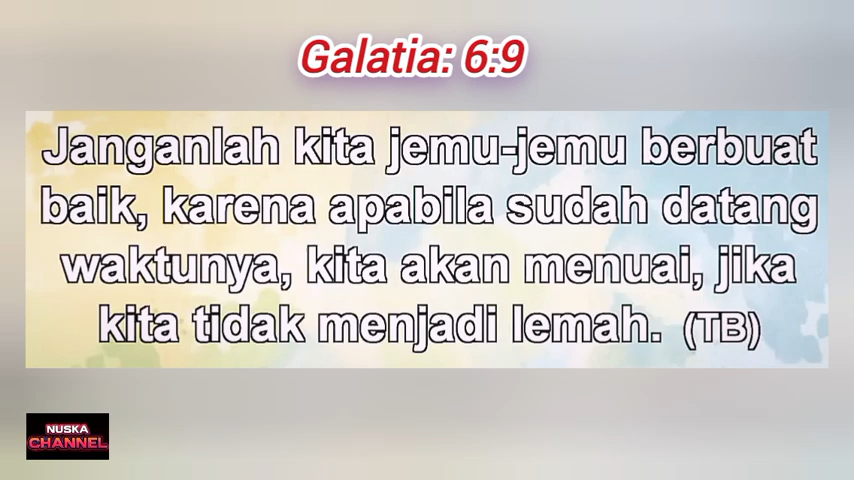 Galatia: 6:9
Janganlah kita jemu-jemu berbuat
baik, karena apabila sudah datang
waktunya, kita akan menuai, jika
kita tidak menjadi lemah. (TB)
NUSKA
CHANNEL